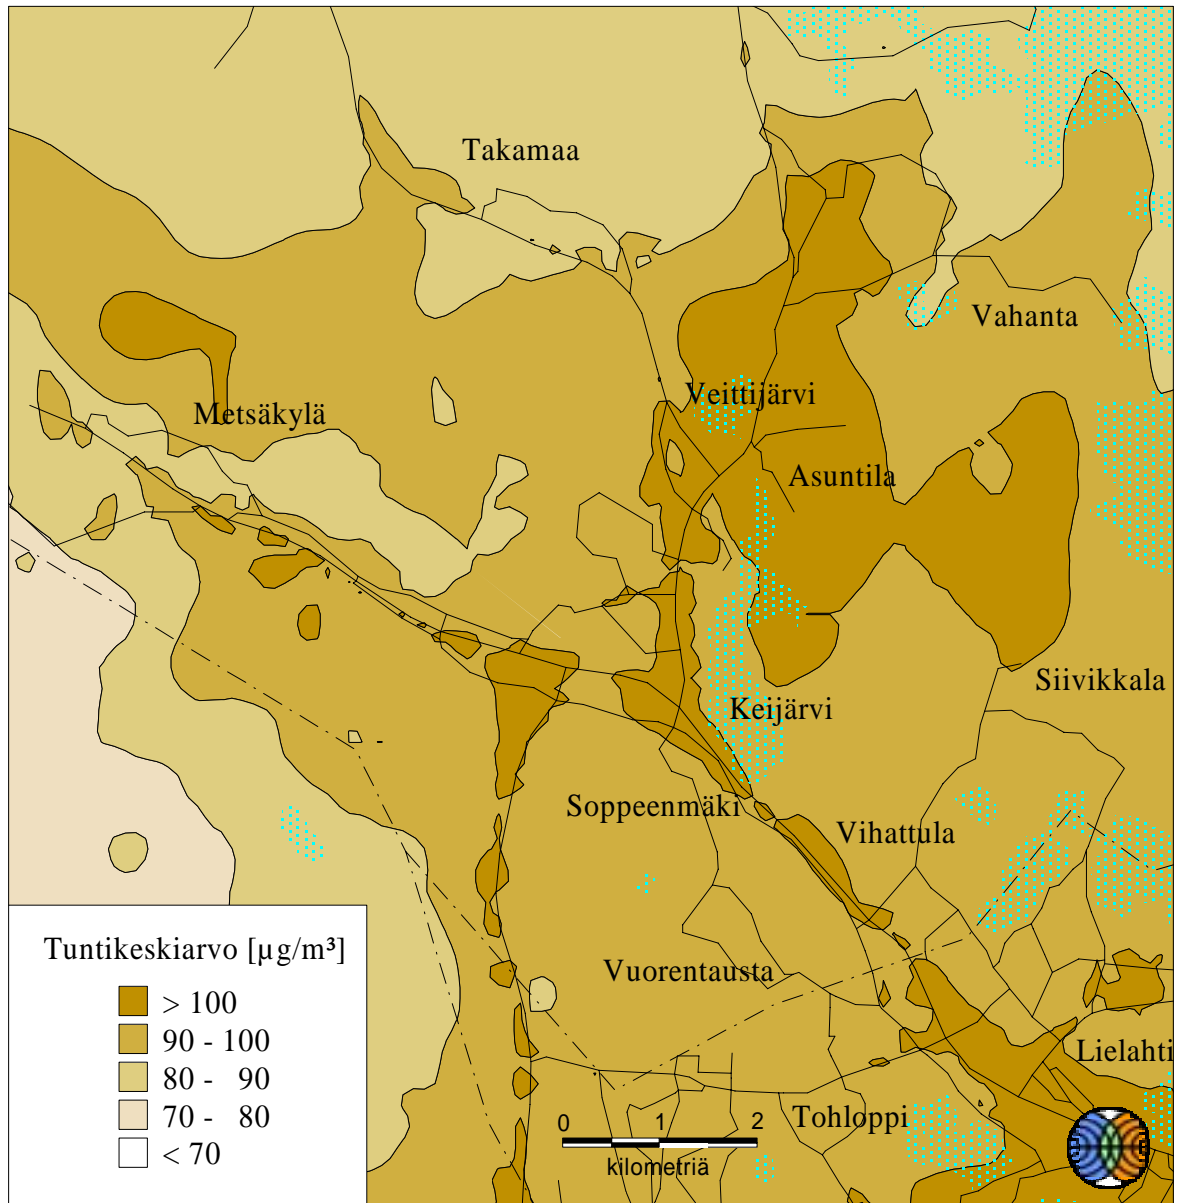 Takamaa
Vahanta
Veittijärvi
Metsäkylä
Asuntila
Siivikkala
Keijärvi
Soppeenmäki
Vihattula
Tuntikeskiarvo [µg/m³]
> 100
90 - 100
80 - 90
70 - 80
< 70
Vuorentausta
Lielahti
Tohloppi
0 1 2
kilometriä